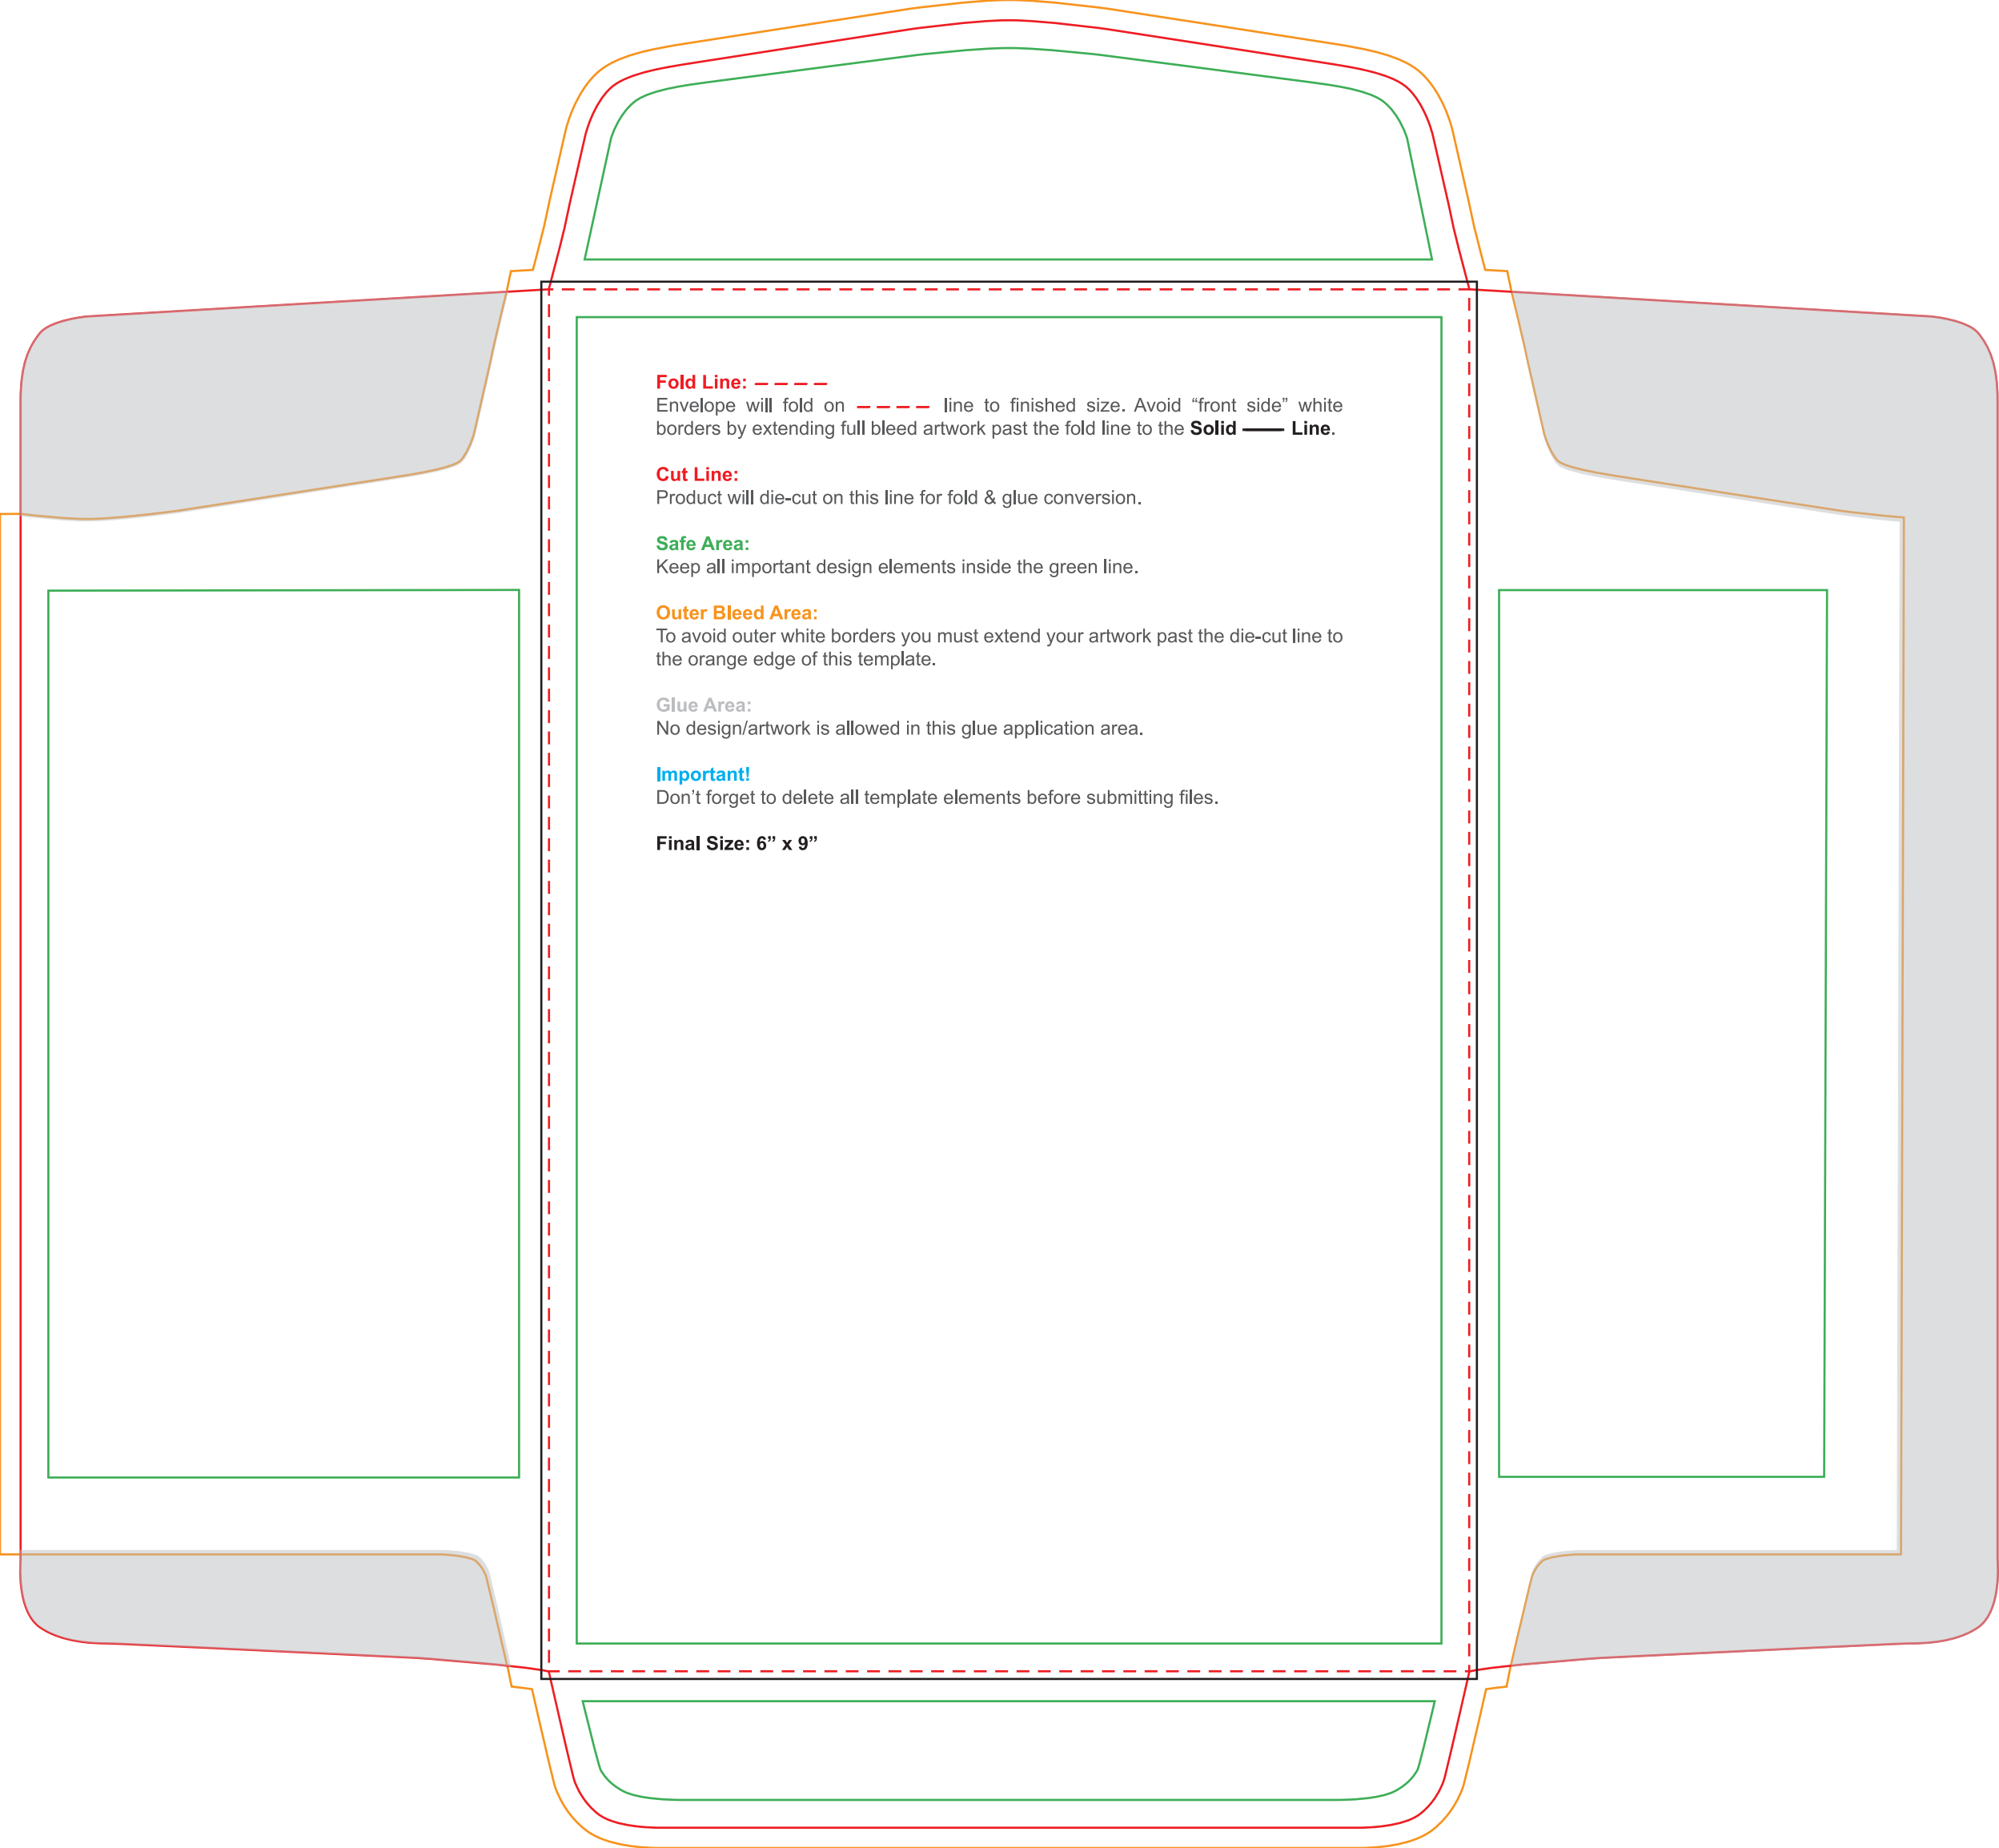 Fold Line: – – – –
Envelope will fold on – – – – line to finished size. Avoid “front side” white
borders by extending full bleed artwork past the fold line to the Solid —— Line.
Cut Line:
Product will die-cut on this line for fold & glue conversion.
Safe Area:
Keep all important design elements inside the green line.
Outer Bleed Area:
To avoid outer white borders you must extend your artwork past the die-cut line to
the orange edge of this template.
Glue Area:
No design/artwork is allowed in this glue application area.
Important!
Don’t forget to delete all template elements before submitting files.
Final Size: 6” x 9”